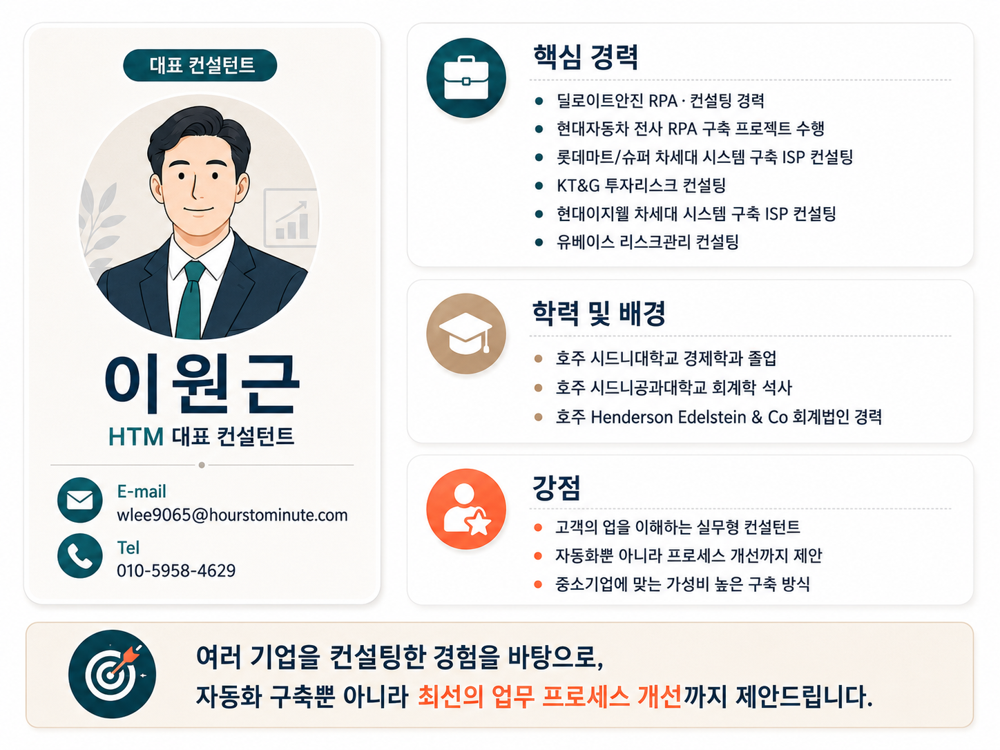 대표 컨설턴트
이원근
HTM 대표 컨설턴트
E-mail
wlee9065@hourstominute.com
Tel
010-5958-4629
핵심 경력
딜로이트안진 RPA · 컨설팅 경력
현대자동차 전사 RPA 구축 프로젝트 수행
롯데마트/슈퍼 차세대 시스템 구축 ISP 컨설팅
KT&G 투자리스크 컨설팅
현대이지웰 차세대 시스템 구축 ISP 컨설팅
유베이스 리스크관리 컨설팅
학력 및 배경
호주 시드니대학교 경제학과 졸업
호주 시드니공과대학교 회계학 석사
호주 Henderson Edelstein & Co 회계법인 경력
강점
고객의 업을 이해하는 실무형 컨설턴트
자동화뿐 아니라 프로세스 개선까지 제안
중소기업에 맞는 가성비 높은 구축 방식
여러 기업을 컨설팅한 경험을 바탕으로,
자동화 구축뿐 아니라 최선의 업무 프로세스 개선까지 제안드립니다.